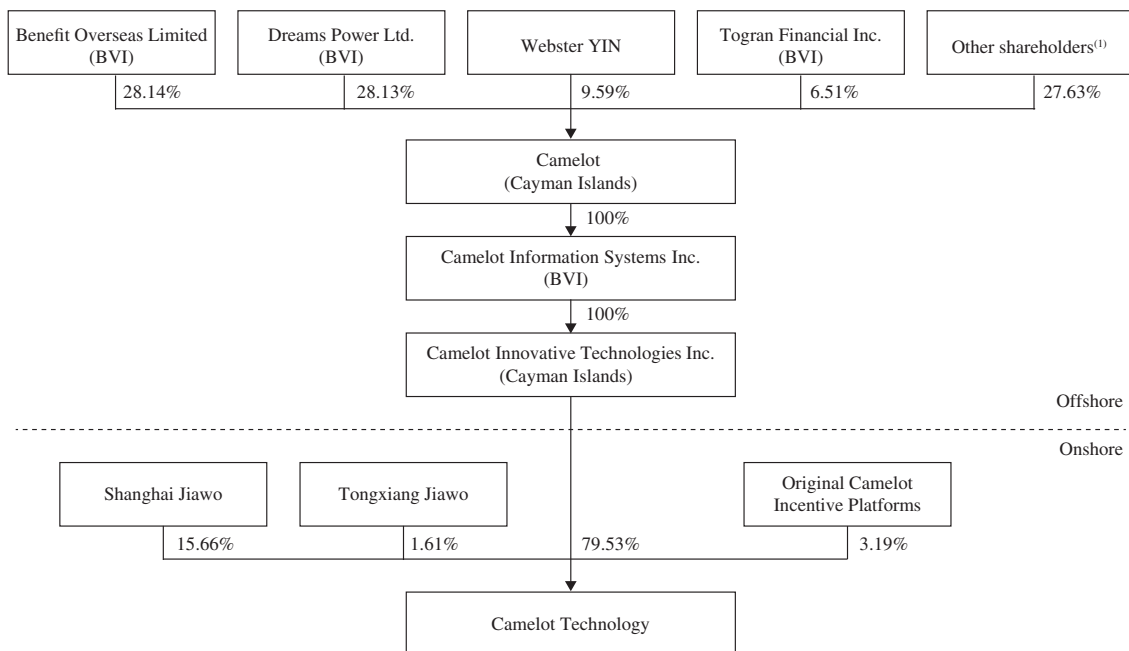 Benefit Overseas Limited
(BVI)
Dreams Power Ltd.
(BVI)
Webster YIN
Togran Financial Inc.
(BVI)
Other shareholders(1)
28.14%
28.13%
9.59%
6.51%
27.63%
Camelot
(Cayman Islands)
100%
Camelot Information Systems Inc.
(BVI)
100%
Camelot Innovative Technologies Inc.
(Cayman Islands)
Offshore
Onshore
Shanghai Jiawo
Tongxiang Jiawo
Original Camelot
Incentive Platforms
15.66%
1.61%
79.53%
3.19%
Camelot Technology